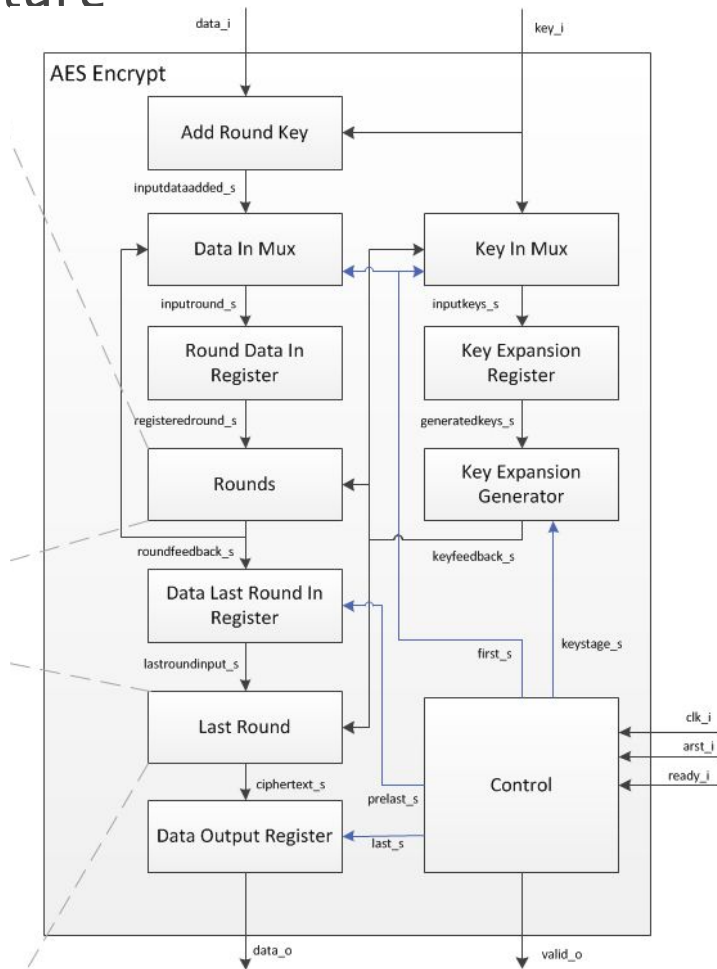 data_i
key_i
AES Encrypt
Add Round Key
inputdataadded_s
Data In Mux
Key In Mux
inputround_s
inputkeys_s
Round Data In
Register
Key Expansion
Register
registeredround_s
generatedkeys_s
Rounds
Key Expansion
Generator
roundfeedback_s
keyfeedback_s
Data Last Round In
Register
first_s
keystage_s
lastroundinput_s
Last Round
Control
clk_i
arst_i
ready_i
ciphertext_s
prelast_s
Data Output Register
last_s
data_o
valid_o